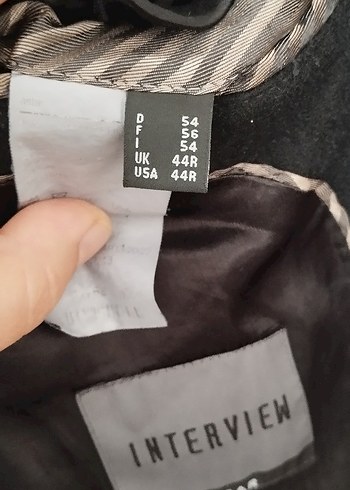 D 54
F 56
I 54
UK 44R
USA 44R
INTERVIEW